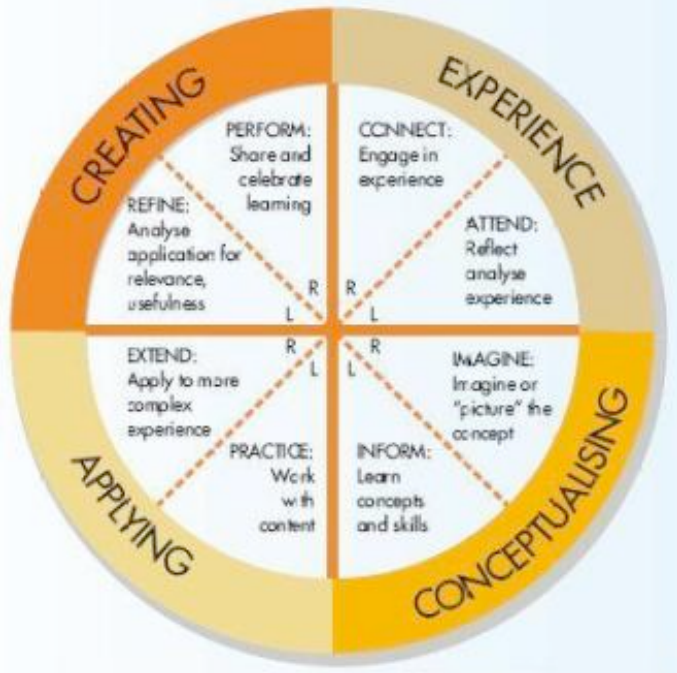 CREATING
EXPERIENCE
PERFORM:
Share and
celebrate
learning
CONNECT:
Engage in
experience
REFINE:
Analyse
application for
relevance,
usefulness
ATTEND:
Reflect
analyse
experience
R
R
L
L
R
R
L
L
EXTEND:
Apply to more
complex
experience
IMAGINE:
Imagine or
"picture" the
concept
PRACTICE:
Work
with
content
INFORM:
Learn
concepts
and skills
APPLYING
CONCEPTUALISING